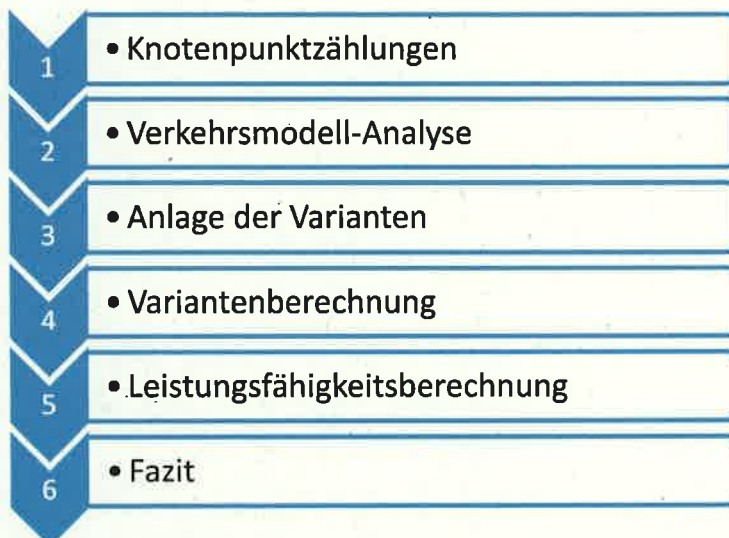 1 • Knotenpunktzählungen
2 • Verkehrsmodell-Analyse
3 • Anlage der Varianten
4 • Variantenberechnung
5 • Leistungsfähigkeitsberechnung
6 • Fazit